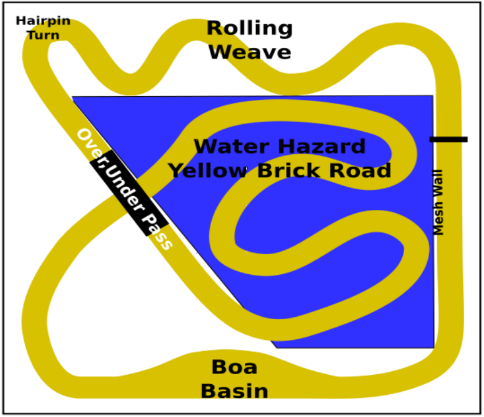 Hairpin
Turn
Rolling
Weave
Water Hazard
Yellow Brick Road
Over,Under Pass
Mesh Wall
Boa
Basin